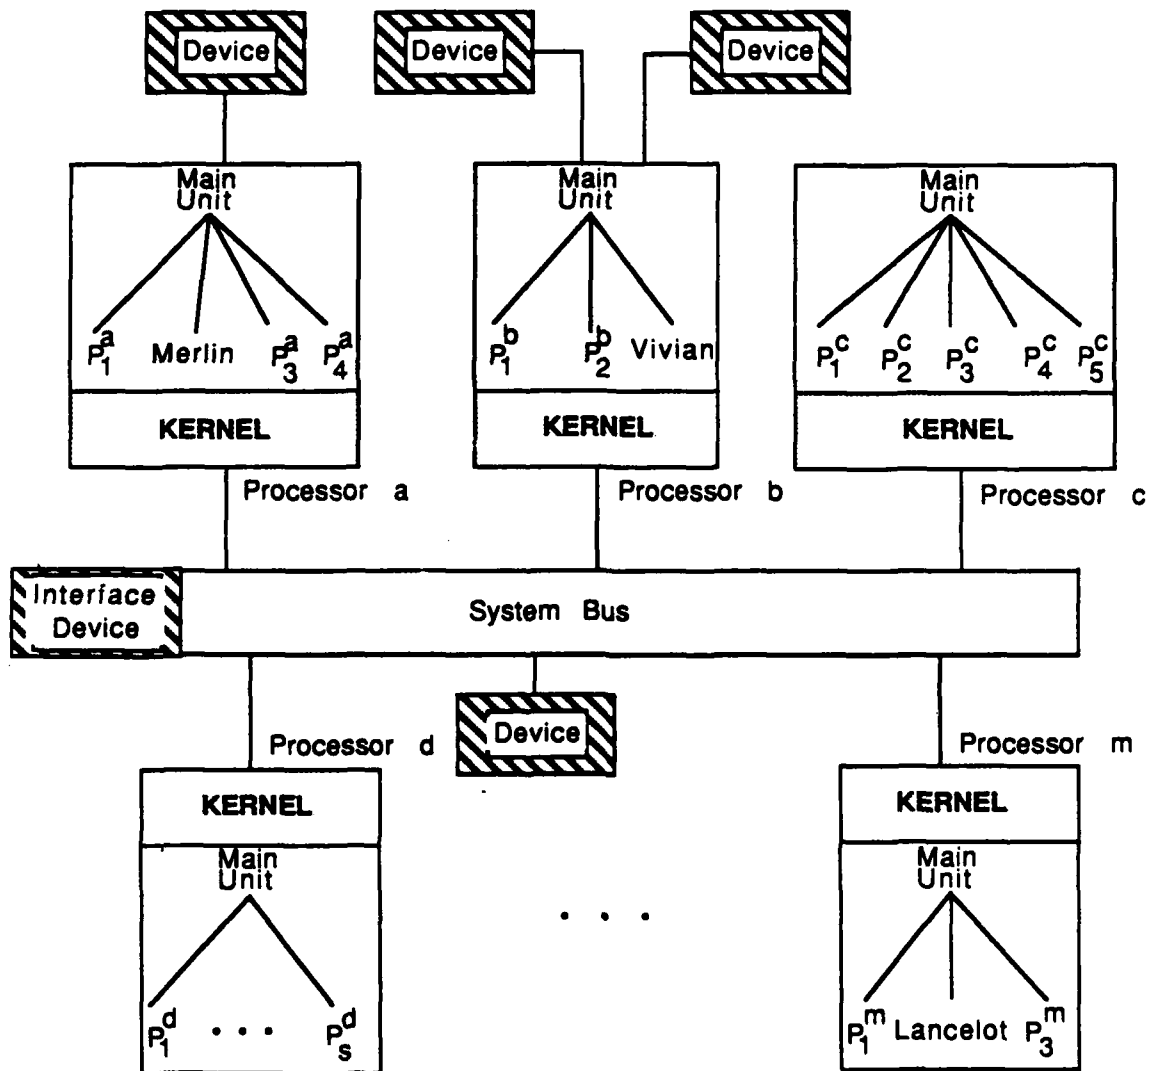 Device
Device
Device
Main
Unit
Main
Unit
Main
Unit
P₁ᵃ Merlin P₃ᵃ P₄ᵃ
P₁ᵇ P₂ᵇ Vivian
P₁ᶜ P₂ᶜ P₃ᶜ P₄ᶜ P₅ᶜ
KERNEL
KERNEL
KERNEL
Processor a
Processor b
Processor c
Interface
Device
System Bus
Device
Processor d
Processor m
KERNEL
KERNEL
Main
Unit
Main
Unit
. . .
P₁ᵈ • • • Pₛᵈ
P₁ᵐ Lancelot P₃ᵐ